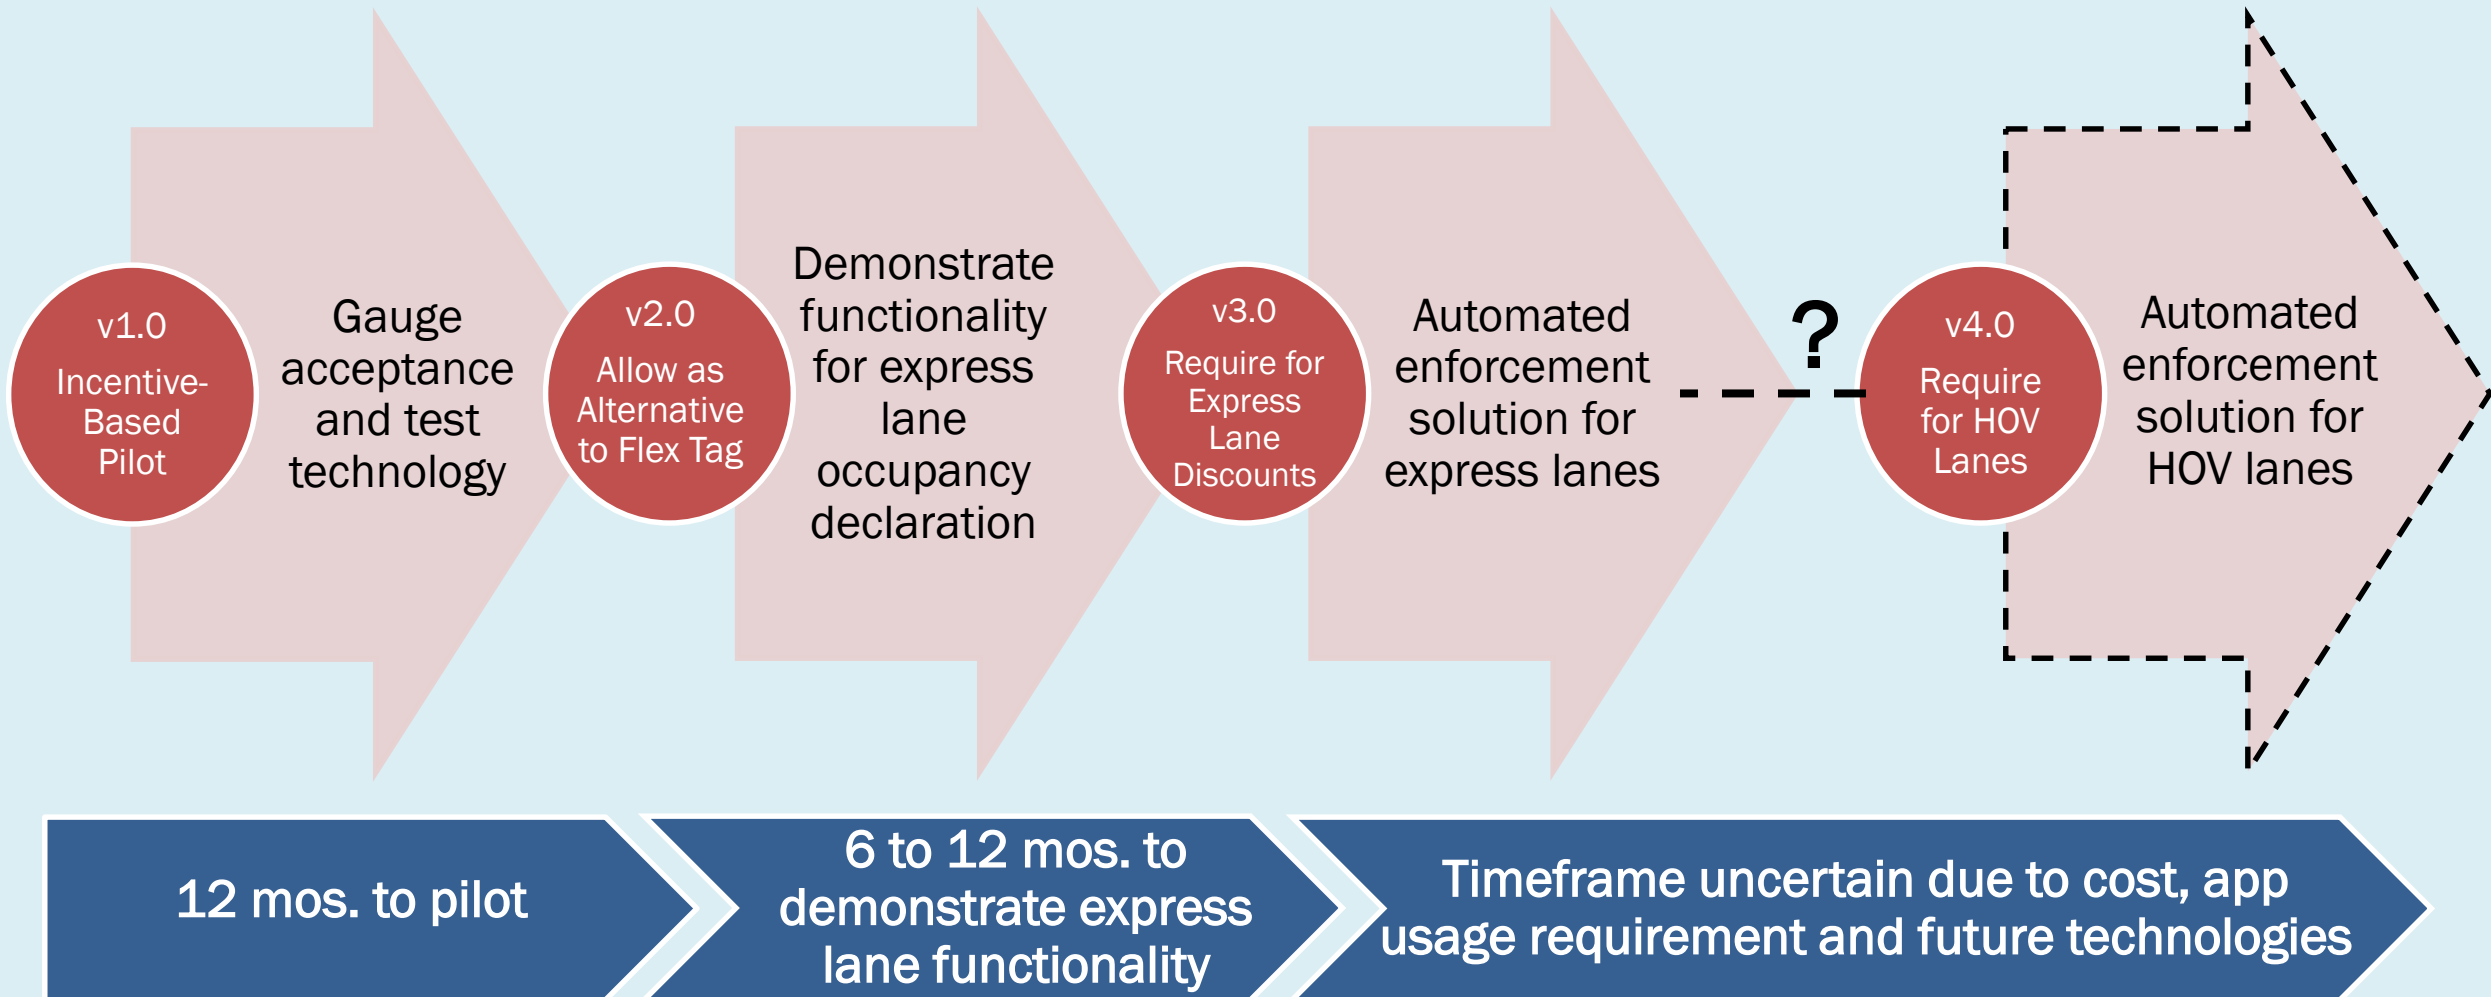 v1.0
Incentive-
Based
Pilot
Gauge
acceptance
and test
technology
v2.0
Allow as
Alternative
to Flex Tag
Demonstrate
functionality
for express
lane
occupancy
declaration
v3.0
Require for
Express
Lane
Discounts
Automated
enforcement
solution for
express lanes
?
v4.0
Require
for HOV
Lanes
Automated
enforcement
solution for
HOV lanes
12 mos. to pilot
6 to 12 mos. to
demonstrate express
lane functionality
Timeframe uncertain due to cost, app
usage requirement and future technologies